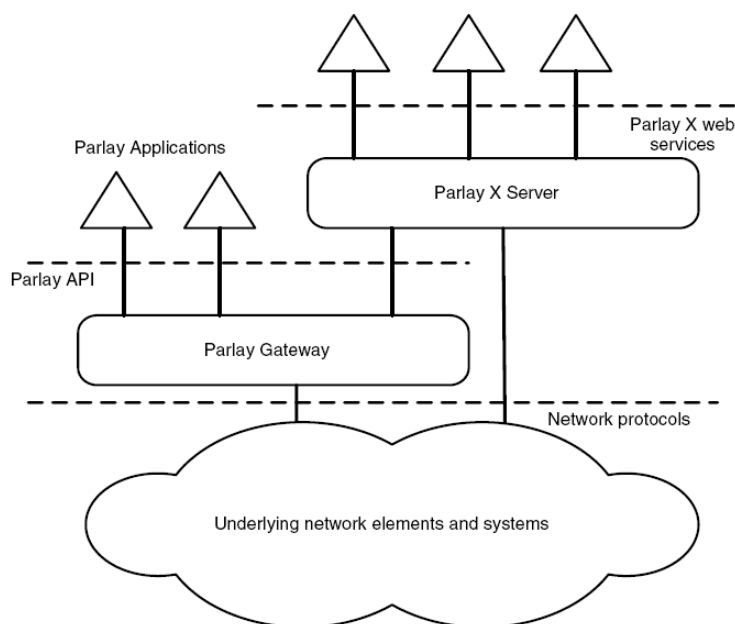 Parlay X web
services
Parlay Applications
Parlay X Server
Parlay API
Parlay Gateway
Network protocols
Underlying network elements and systems